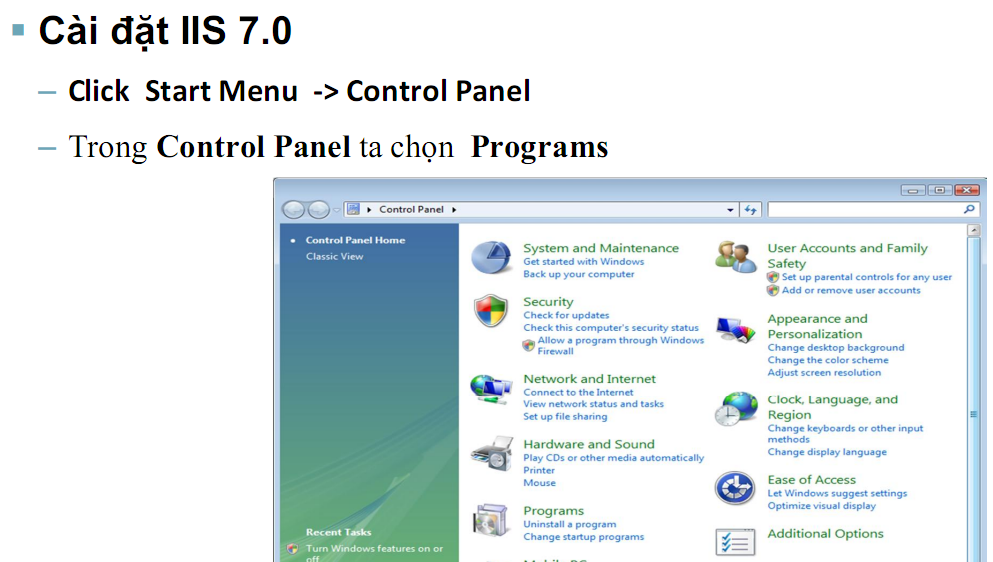 Cài đặt IIS 7.0
– Click Start Menu -> Control Panel
– Trong Control Panel ta chọn Programs
Control Panel
Control Panel Home
Classic View
System and Maintenance
Get started with Windows
Back up your computer
Security
Check for updates
Check this computer's security status
Allow a program through Windows
Firewall
Network and Internet
Connect to the Internet
View network status and tasks
Set up file sharing
Hardware and Sound
Play CDs or other media automatically
Printer
Mouse
Programs
Uninstall a program
Change startup programs
User Accounts and Family
Safety
Set up parental controls for any user
Add or remove user accounts
Appearance and
Personalization
Change desktop background
Change the color scheme
Adjust screen resolution
Clock, Language, and
Region
Change keyboards or other input
methods
Change display language
Ease of Access
Let Windows suggest settings
Optimize visual display
Additional Options
Recent Tasks
Turn Windows features on or
off